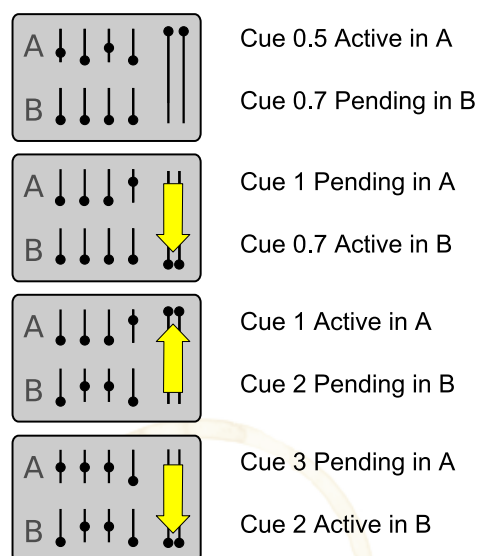 A
Cue 0.5 Active in A
B
Cue 0.7 Pending in B
A
Cue 1 Pending in A
B
Cue 0.7 Active in B
A
Cue 1 Active in A
B
Cue 2 Pending in B
A
Cue 3 Pending in A
B
Cue 2 Active in B